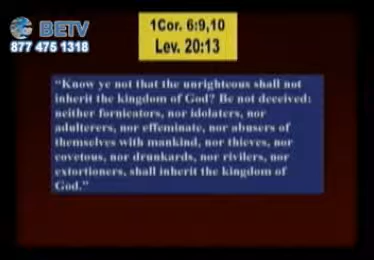 BETV
877 475 1318
1Cor. 6:9,10
Lev. 20:13
“Know ye not that the unrighteous shall not
inherit the kingdom of God? Be not deceived:
neither fornicators, nor idolaters, nor
adulterers, nor effeminate, nor abusers of
themselves with mankind, nor thieves, nor
covetous, nor drunkards, nor rivilers, nor
extortioners, shall inherit the kingdom of
God.”